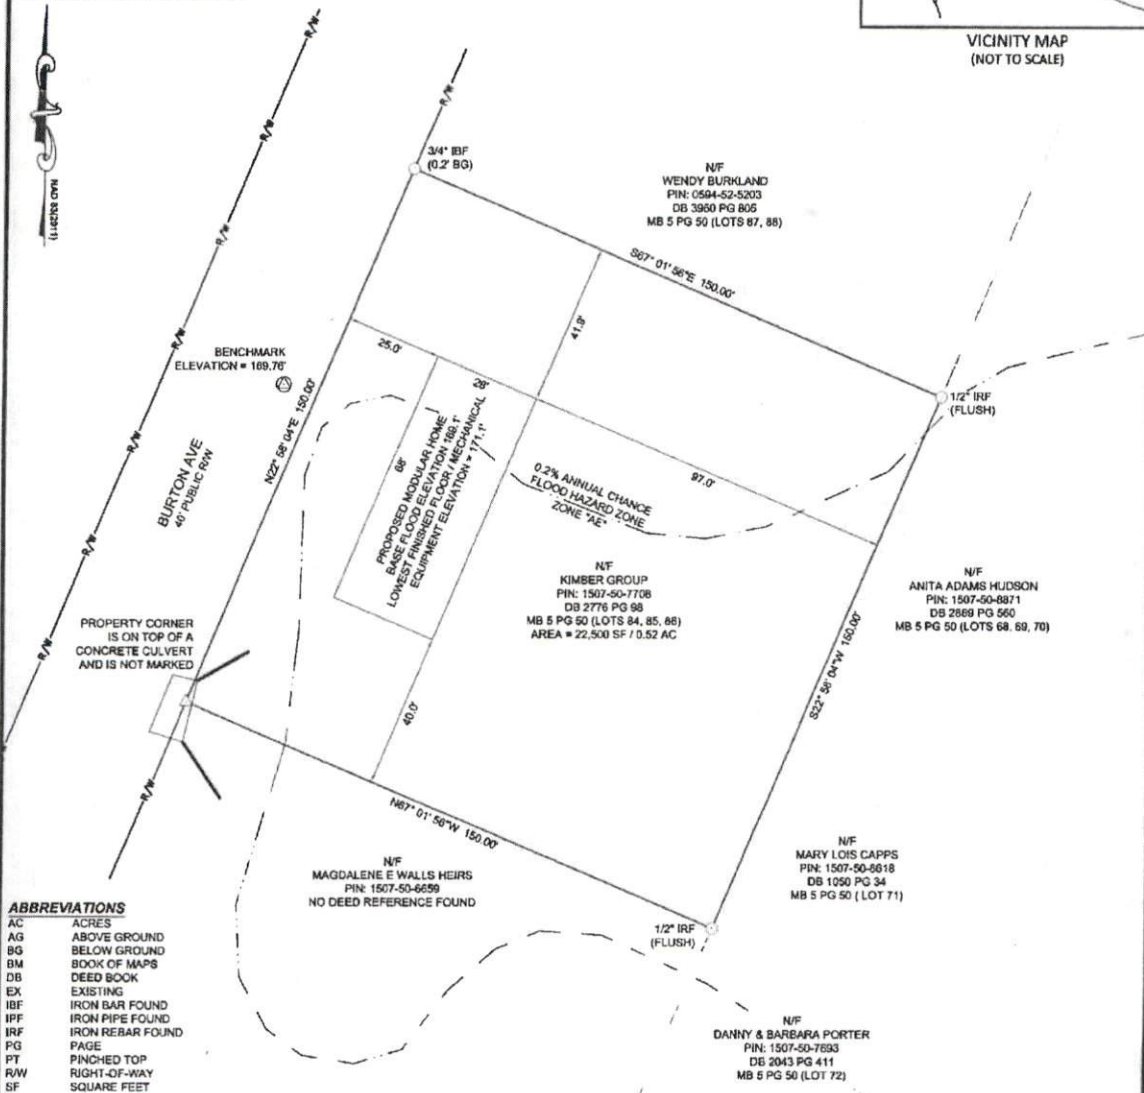 VICINITY MAP
(NOT TO SCALE)
NAD 83(2011)
R/W
R/W
R/W
R/W
R/W
R/W
R/W
R/W
R/W
3/4" IBF
(0.2' BG)
N/F
WENDY BURKLAND
PIN: 0594-52-5203
DB 3960 PG 805
MB 5 PG 50 (LOTS 87, 88)
S67° 01' 56"E 150.00'
41.9'
25.0'
28'
97.0'
68'
BENCHMARK
ELEVATION = 169.76'
N22° 58' 04"E 150.00'
BURTON AVE
40' PUBLIC R/W
1/2" IRF
(FLUSH)
PROPOSED MODULAR HOME
BASE FLOOD ELEVATION 169.1'
LOWEST FINISHED FLOOR / MECHANICAL
EQUIPMENT ELEVATION = 171.1'
0.2% ANNUAL CHANCE
FLOOD HAZARD ZONE
ZONE "AE"
N/F
KIMBER GROUP
PIN: 1507-50-7708
DB 2776 PG 98
MB 5 PG 50 (LOTS 84, 85, 86)
AREA = 22,500 SF / 0.52 AC
N/F
ANITA ADAMS HUDSON
PIN: 1507-50-8871
DB 2889 PG 560
MB 5 PG 50 (LOTS 68, 69, 70)
PROPERTY CORNER
IS ON TOP OF A
CONCRETE CULVERT
AND IS NOT MARKED
S22° 58' 04"W 150.00'
40.0'
N67° 01' 56"W 150.00'
N/F
MAGDALENE E WALLS HEIRS
PIN: 1507-50-6659
NO DEED REFERENCE FOUND
N/F
MARY LOIS CAPPS
PIN: 1507-50-8618
DB 1050 PG 34
MB 5 PG 50 ( LOT 71)
1/2" IRF
(FLUSH)
N/F
DANNY & BARBARA PORTER
PIN: 1507-50-7693
DB 2043 PG 411
MB 5 PG 50 (LOT 72)
ABBREVIATIONS
AC ACRES
AG ABOVE GROUND
BG BELOW GROUND
BM BOOK OF MAPS
DB DEED BOOK
EX EXISTING
IBF IRON BAR FOUND
IPF IRON PIPE FOUND
IRF IRON REBAR FOUND
PG PAGE
PT PINCHED TOP
R/W RIGHT-OF-WAY
SF SQUARE FEET